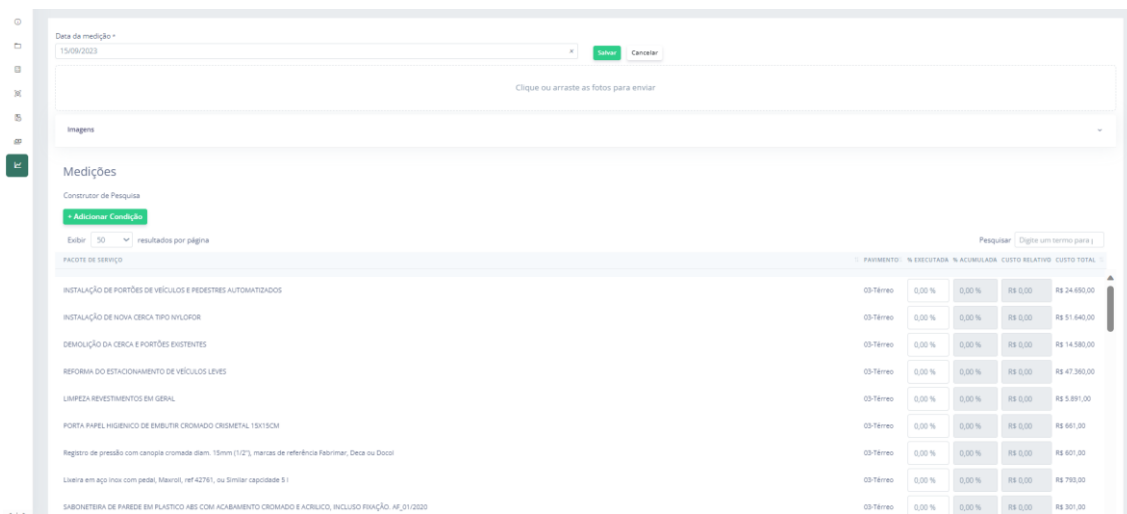 Data da medição *
15/09/2023 ×
Salvar Cancelar
Clique ou arraste as fotos para enviar
Imagens
Medições
Construtor de Pesquisa
+ Adicionar Condição
Exibir 50 resultados por página Pesquisar Digite um termo para
PACOTE DE SERVIÇO PAVIMENTO % EXECUTADA % ACUMULADA CUSTO RELATIVO CUSTO TOTAL
INSTALAÇÃO DE PORTÕES DE VEÍCULOS E PEDESTRES AUTOMATIZADOS 03-Térreo 0,00 % 0,00 % R$ 0,00 R$ 24.650,00
INSTALAÇÃO DE NOVA CERCA TIPO NYLOFOR 03-Térreo 0,00 % 0,00 % R$ 0,00 R$ 51.640,00
DEMOLIÇÃO DA CERCA E PORTÕES EXISTENTES 03-Térreo 0,00 % 0,00 % R$ 0,00 R$ 14.580,00
REFORMA DO ESTACIONAMENTO DE VEÍCULOS LEVES 03-Térreo 0,00 % 0,00 % R$ 0,00 R$ 47.360,00
LIMPEZA REVESTIMENTOS EM GERAL 03-Térreo 0,00 % 0,00 % R$ 0,00 R$ 5.891,00
PORTA PAPEL HIGIENICO DE EMBUTIR CROMADO CRISMETAL 15X15CM 03-Térreo 0,00 % 0,00 % R$ 0,00 R$ 661,00
Registro de pressão com canopla cromada diam. 15mm (1/2"), marcas de referência Fabrimar, Deca ou Docol 03-Térreo 0,00 % 0,00 % R$ 0,00 R$ 601,00
Lixeira em aço inox com pedal, Maxroll, ref 42761, ou Similar capcidade 5 l 03-Térreo 0,00 % 0,00 % R$ 0,00 R$ 793,00
SABONETEIRA DE PAREDE EM PLASTICO ABS COM ACABAMENTO CROMADO E ACRILICO, INCLUSO FIXAÇÃO. AF_01/2020 03-Térreo 0,00 % 0,00 % R$ 0,00 R$ 301,00